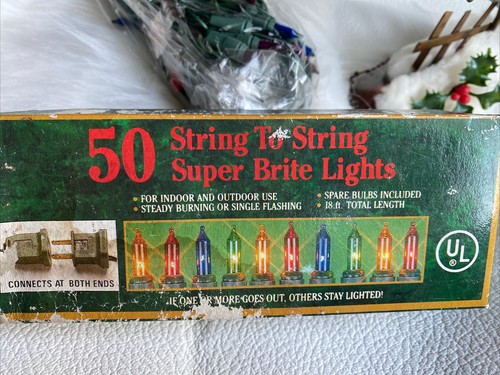 50 String To String
Super Brite Lights
• FOR INDOOR AND OUTDOOR USE
• STEADY BURNING OR SINGLE FLASHING
• SPARE BULBS INCLUDED
• 18 ft. TOTAL LENGTH
CONNECTS AT BOTH ENDS
UL
IF ONE OR MORE GOES OUT, OTHERS STAY LIGHTED!